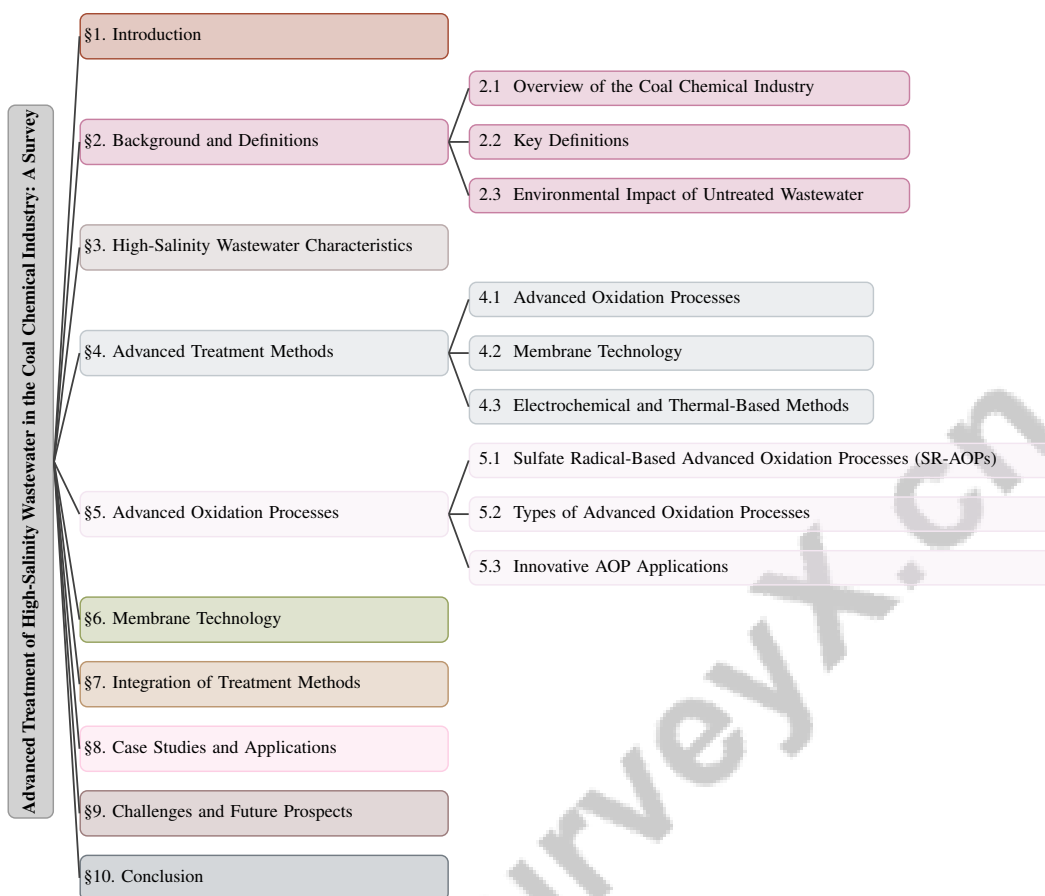 Advanced Treatment of High-Salinity Wastewater in the Coal Chemical Industry: A Survey
§1. Introduction
§2. Background and Definitions
2.1 Overview of the Coal Chemical Industry
2.2 Key Definitions
2.3 Environmental Impact of Untreated Wastewater
§3. High-Salinity Wastewater Characteristics
§4. Advanced Treatment Methods
4.1 Advanced Oxidation Processes
4.2 Membrane Technology
4.3 Electrochemical and Thermal-Based Methods
§5. Advanced Oxidation Processes
5.1 Sulfate Radical-Based Advanced Oxidation Processes (SR-AOPs)
5.2 Types of Advanced Oxidation Processes
5.3 Innovative AOP Applications
§6. Membrane Technology
§7. Integration of Treatment Methods
§8. Case Studies and Applications
§9. Challenges and Future Prospects
§10. Conclusion
urveyx.cn